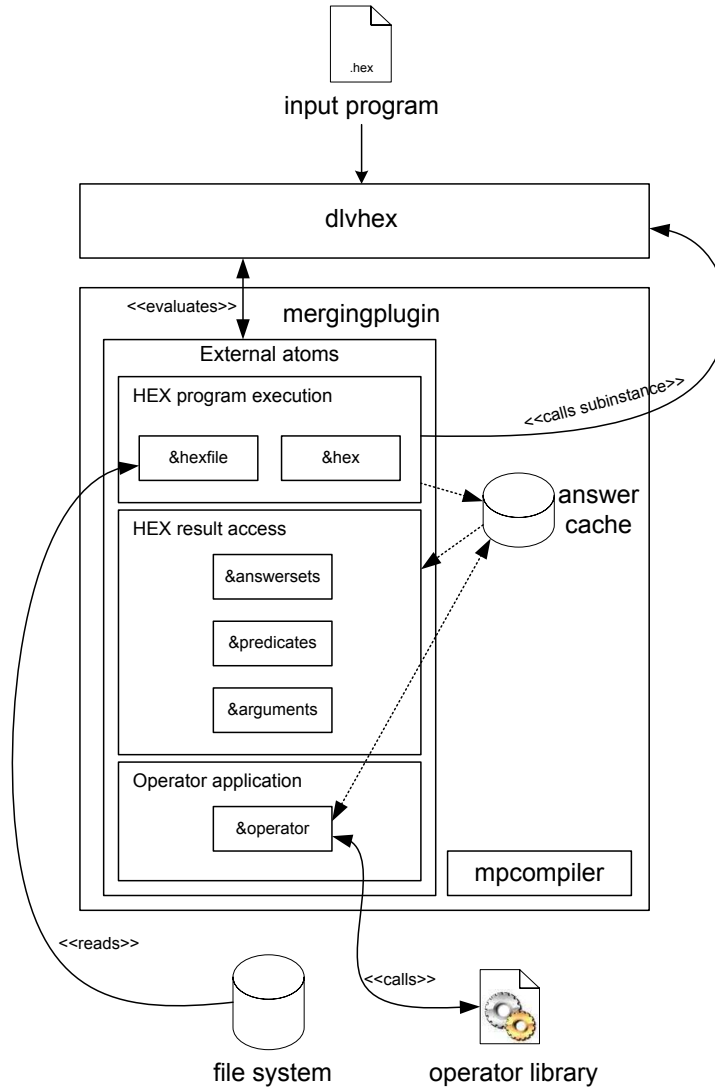 .hex
input program
dlvhex
<<evaluates>>
mergingplugin
External atoms
HEX program execution
<<calls subinstance>>
&hexfile
&hex
answer
cache
HEX result access
&answersets
&predicates
&arguments
Operator application
&operator
mpcompiler
<<reads>>
<<calls>>
file system
operator library